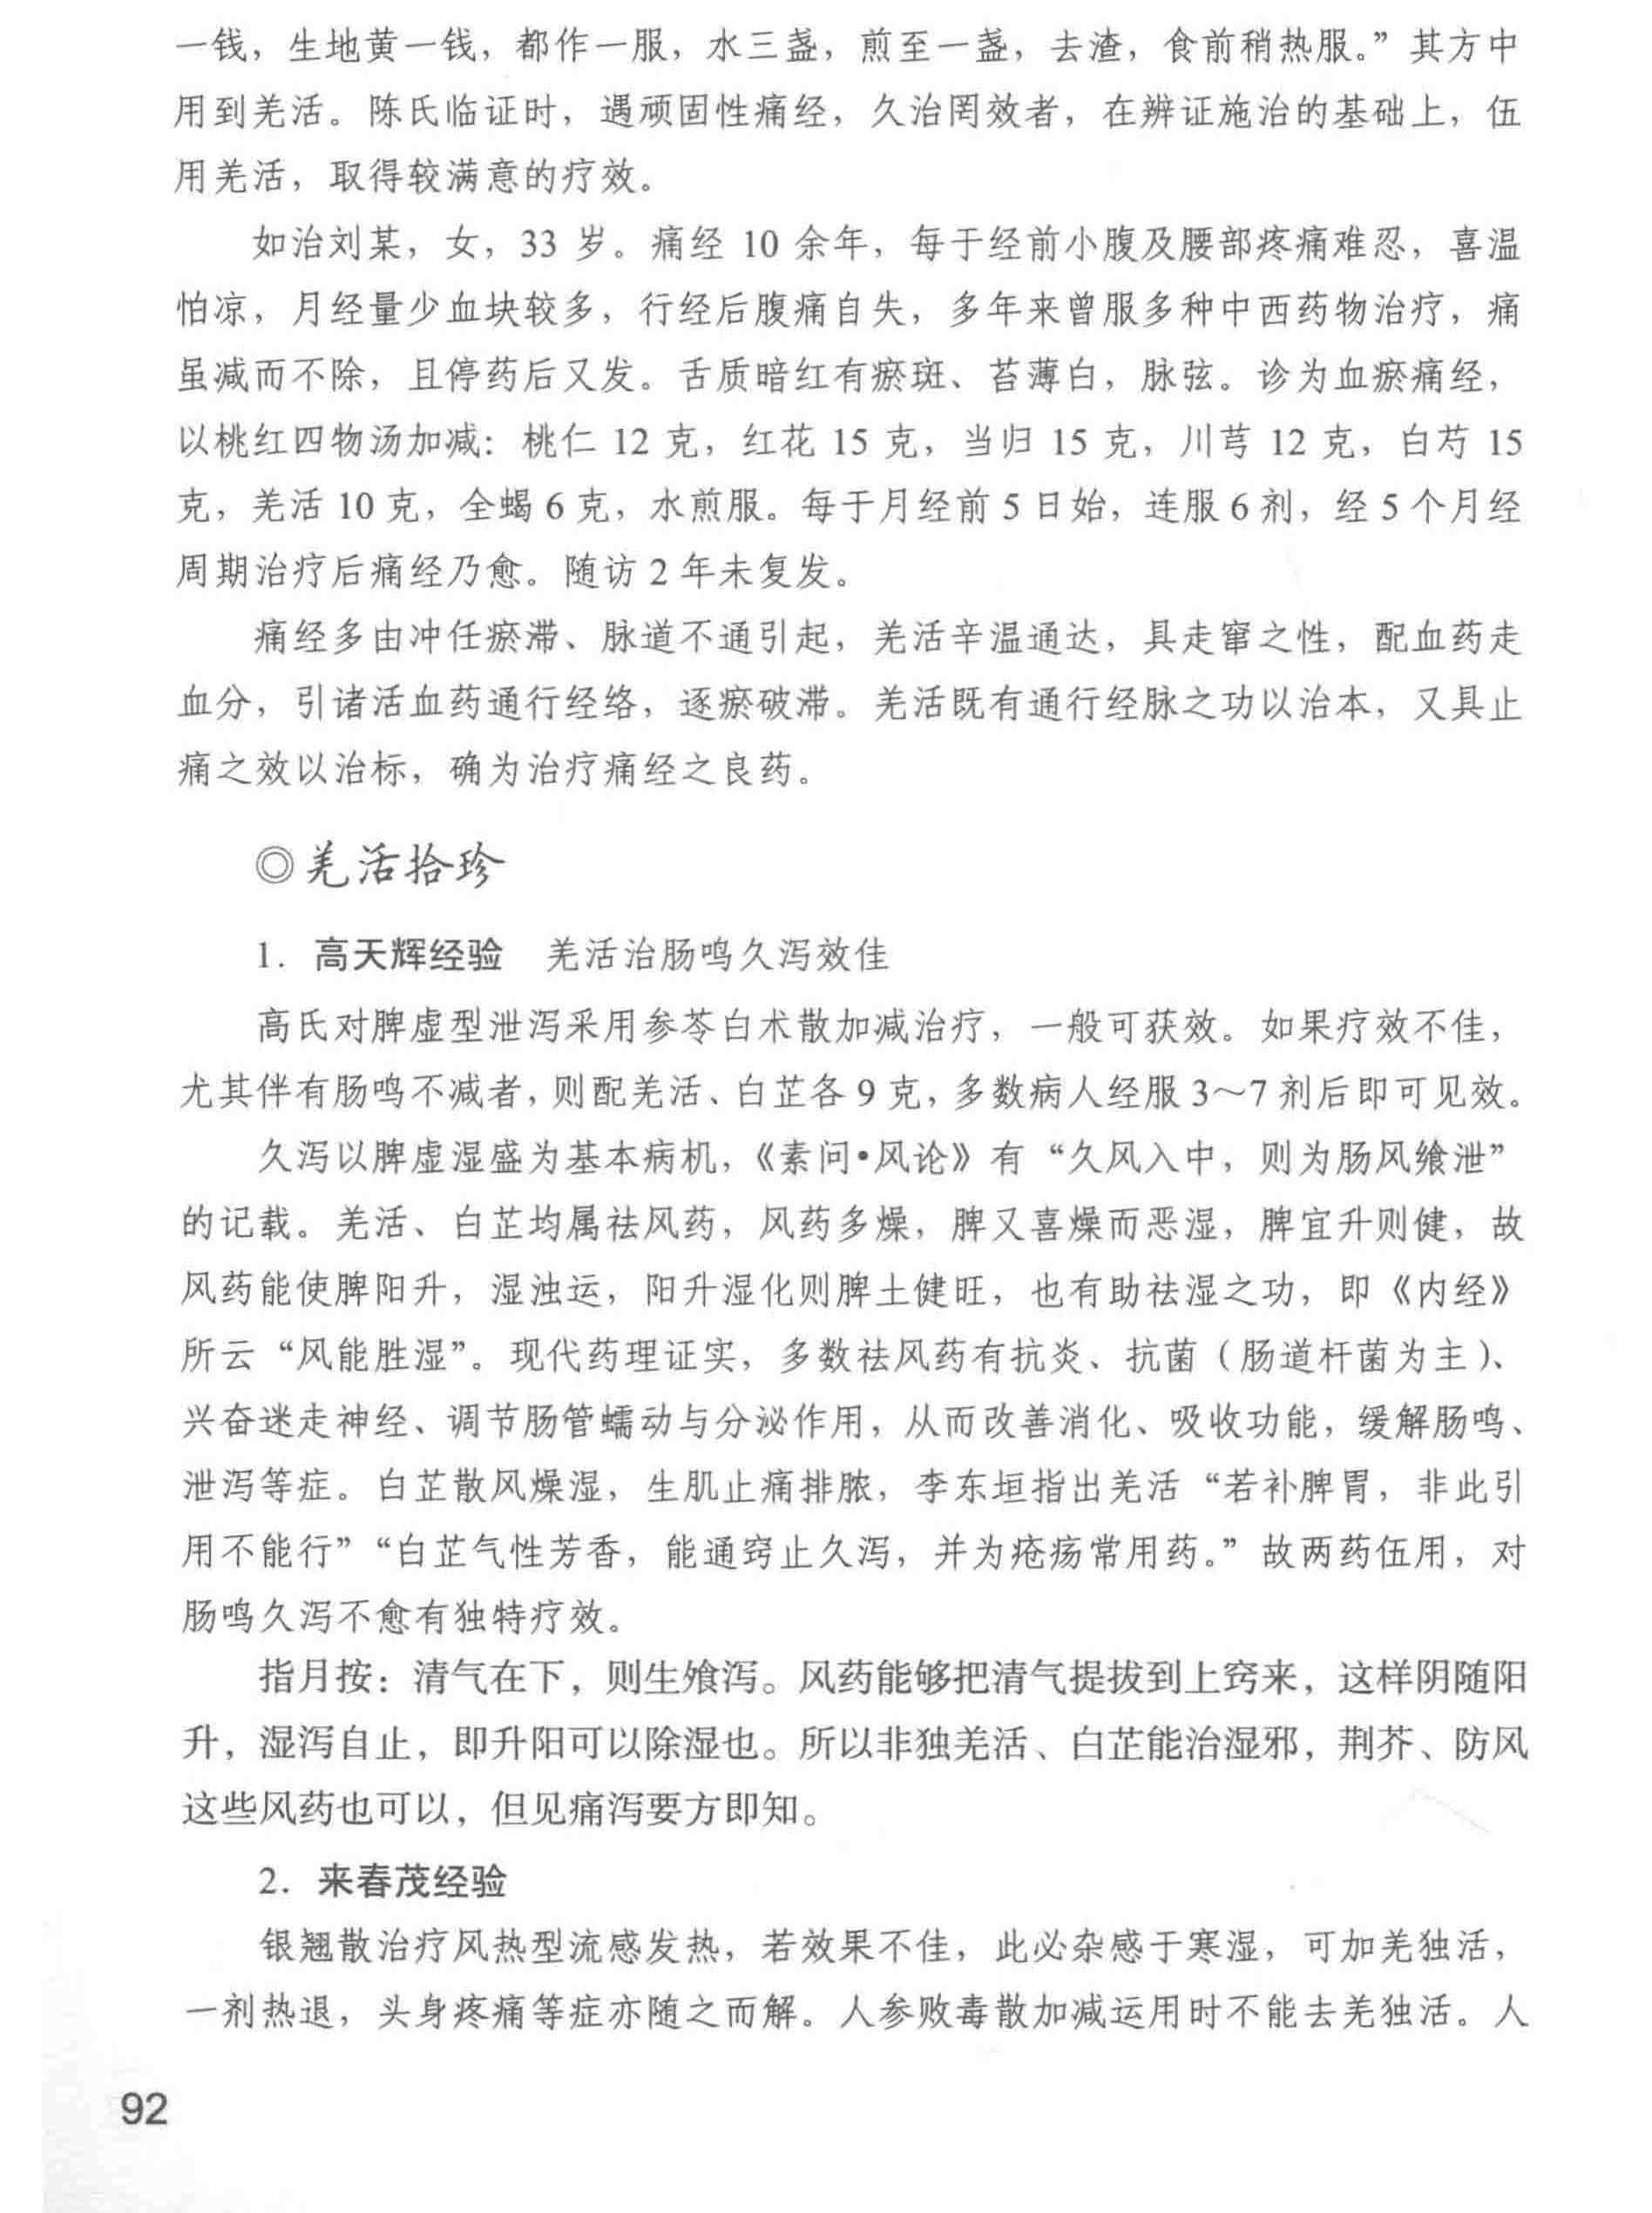 一钱，生地黄一钱，都作一服，水三盏，煎至一盏，去渣，食前稍热服。”其方中
用到羌活。陈氏临证时，遇顽固性痛经，久治罔效者，在辨证施治的基础上，伍
用羌活，取得较满意的疗效。
如治刘某，女，33 岁。痛经 10 余年，每于经前小腹及腰部疼痛难忍，喜温
怕凉，月经量少血块较多，行经后腹痛自失，多年来曾服多种中西药物治疗，痛
虽减而不除，且停药后又发。舌质暗红有瘀斑、苔薄白，脉弦。诊为血瘀痛经，
以桃红四物汤加减：桃仁 12 克，红花 15 克，当归 15 克，川芎 12 克，白芍 15
克，羌活 10 克，全蝎 6 克，水煎服。每于月经前 5 日始，连服 6 剂，经 5 个月经
周期治疗后痛经乃愈。随访 2 年未复发。
痛经多由冲任瘀滞、脉道不通引起，羌活辛温通达，具走窜之性，配血药走
血分，引诸活血药通行经络，逐瘀破滞。羌活既有通行经脉之功以治本，又具止
痛之效以治标，确为治疗痛经之良药。
◎羌活拾珍
1. 高天辉经验 羌活治肠鸣久泻效佳
高氏对脾虚型泄泻采用参苓白术散加减治疗，一般可获效。如果疗效不佳，
尤其伴有肠鸣不减者，则配羌活、白芷各 9 克，多数病人经服 3～7 剂后即可见效。
久泻以脾虚湿盛为基本病机，《素问•风论》有“久风入中，则为肠风飧泄”
的记载。羌活、白芷均属祛风药，风药多燥，脾又喜燥而恶湿，脾宜升则健，故
风药能使脾阳升，湿浊运，阳升湿化则脾土健旺，也有助祛湿之功，即《内经》
所云“风能胜湿”。现代药理证实，多数祛风药有抗炎、抗菌（肠道杆菌为主）、
兴奋迷走神经、调节肠管蠕动与分泌作用，从而改善消化、吸收功能，缓解肠鸣、
泄泻等症。白芷散风燥湿，生肌止痛排脓，李东垣指出羌活“若补脾胃，非此引
用不能行”“白芷气性芳香，能通窍止久泻，并为疮疡常用药。”故两药伍用，对
肠鸣久泻不愈有独特疗效。
指月按：清气在下，则生飧泻。风药能够把清气提拔到上窍来，这样阴随阳
升，湿泻自止，即升阳可以除湿也。所以非独羌活、白芷能治湿邪，荆芥、防风
这些风药也可以，但见痛泻要方即知。
2. 来春茂经验
银翘散治疗风热型流感发热，若效果不佳，此必杂感于寒湿，可加羌独活，
一剂热退，头身疼痛等症亦随之而解。人参败毒散加减运用时不能去羌独活。人
92